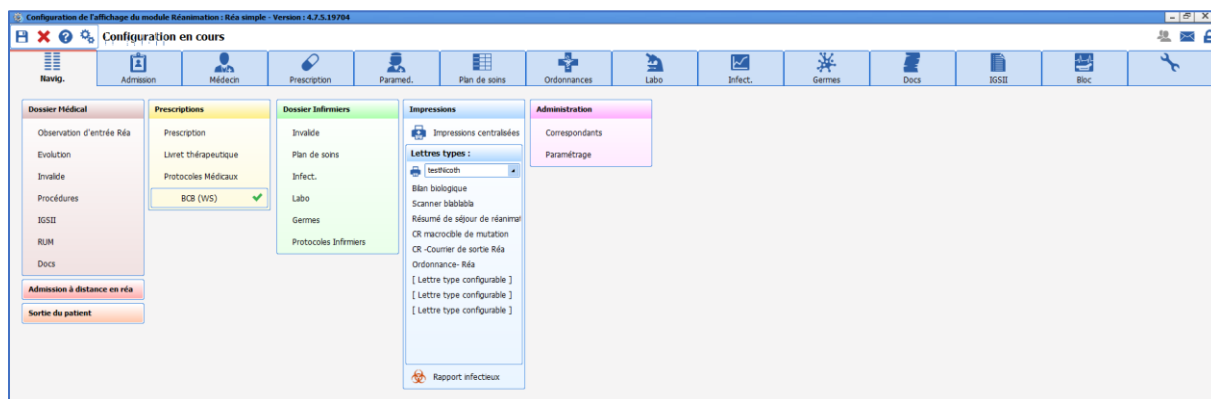 Configuration de l'affichage du module Réanimation : Réa simple - Version : 4.7.5.19704
Configuration en cours
Navig.
Admission
Médecin
Prescription
Paramed.
Plan de soins
Ordonnances
Labo
Infect.
Germes
Docs
IGSII
Bloc
Dossier Médical
Observation d'entrée Réa
Evolution
Invalide
Procédures
IGSII
RUM
Docs
Admission à distance en réa
Sortie du patient
Prescriptions
Prescription
Livret thérapeutique
Protocoles Médicaux
BCB (WS)
Dossier Infirmiers
Invalide
Plan de soins
Infect.
Labo
Germes
Protocoles Infirmiers
Impressions
Impressions centralisées
Lettres types :
testNicoth
Bilan biologique
Scanner blablabla
Résumé de séjour de réanimat
CR macrocible de mutation
CR -Courrier de sortie Réa
Ordonnance- Réa
[ Lettre type configurable ]
[ Lettre type configurable ]
[ Lettre type configurable ]
Rapport infectieux
Administration
Correspondants
Paramétrage